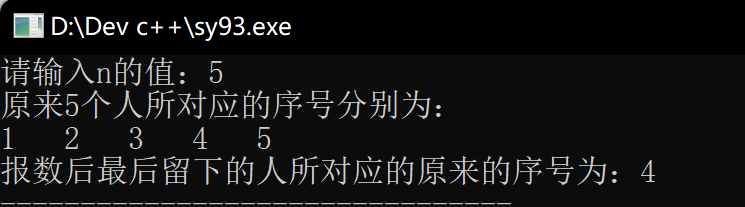 D:\Dev c++\sy93.exe
请输入n的值：5
原来5个人所对应的序号分别为：
1 2 3 4 5
报数后最后留下的人所对应的原来的序号为：4
--------------------------------